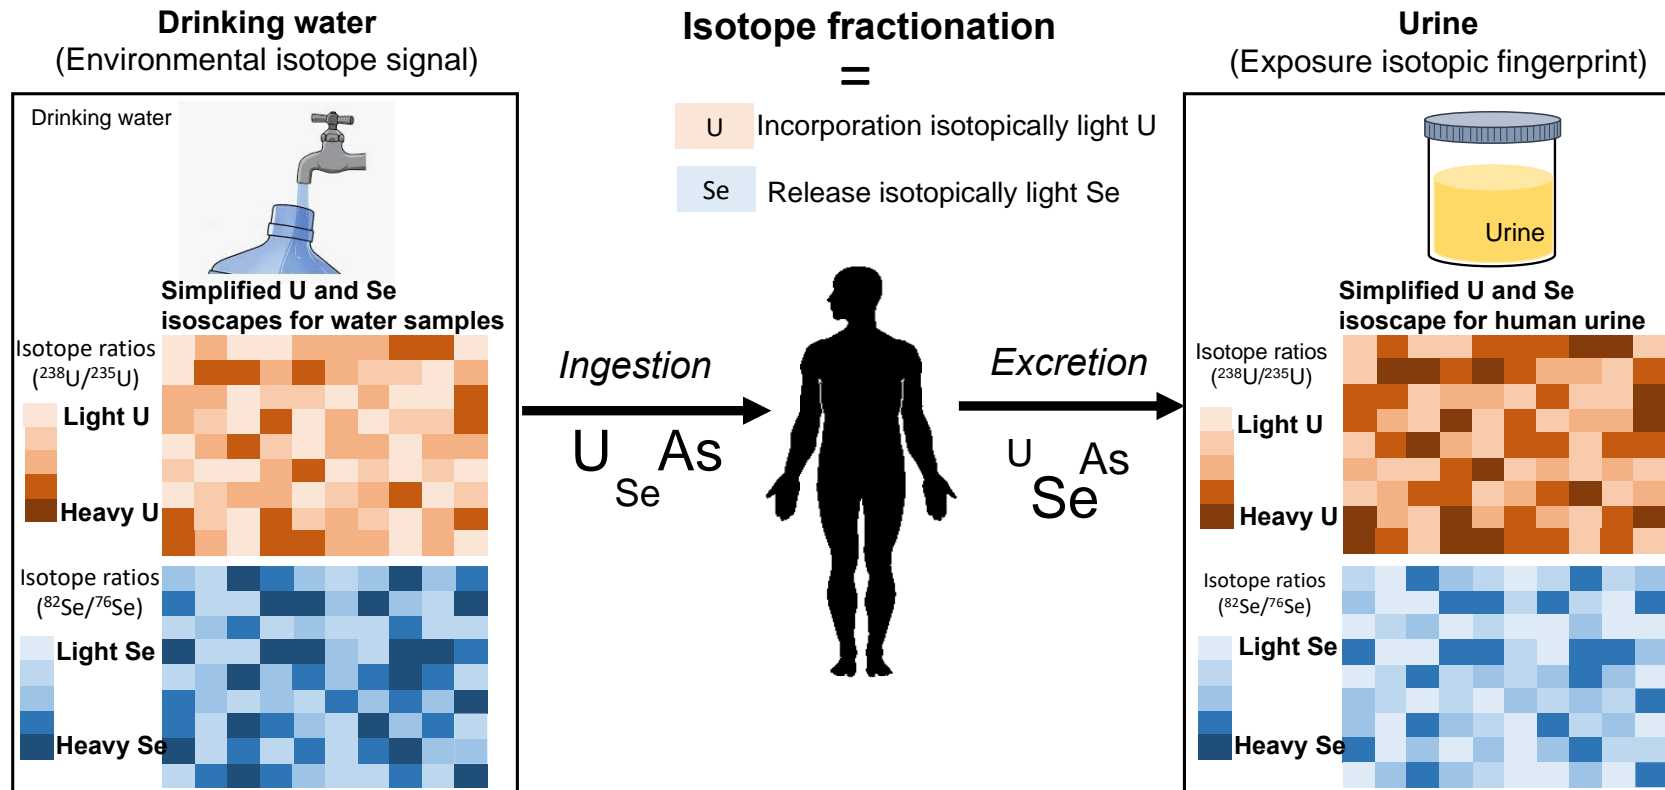 Drinking water
(Environmental isotope signal)
Drinking water
Simplified U and Se
isoscapes for water samples
Isotope ratios
(²³⁸U/²³⁵U)
Light U
Heavy U
Isotope ratios
(⁸²Se/⁷⁶Se)
Light Se
Heavy Se
Isotope fractionation
=
U Incorporation isotopically light U
Se Release isotopically light Se
Ingestion
U As
Se
Excretion
U As
Se
Urine
(Exposure isotopic fingerprint)
Urine
Simplified U and Se
isoscape for human urine
Isotope ratios
(²³⁸U/²³⁵U)
Light U
Heavy U
Isotope ratios
(⁸²Se/⁷⁶Se)
Light Se
Heavy Se